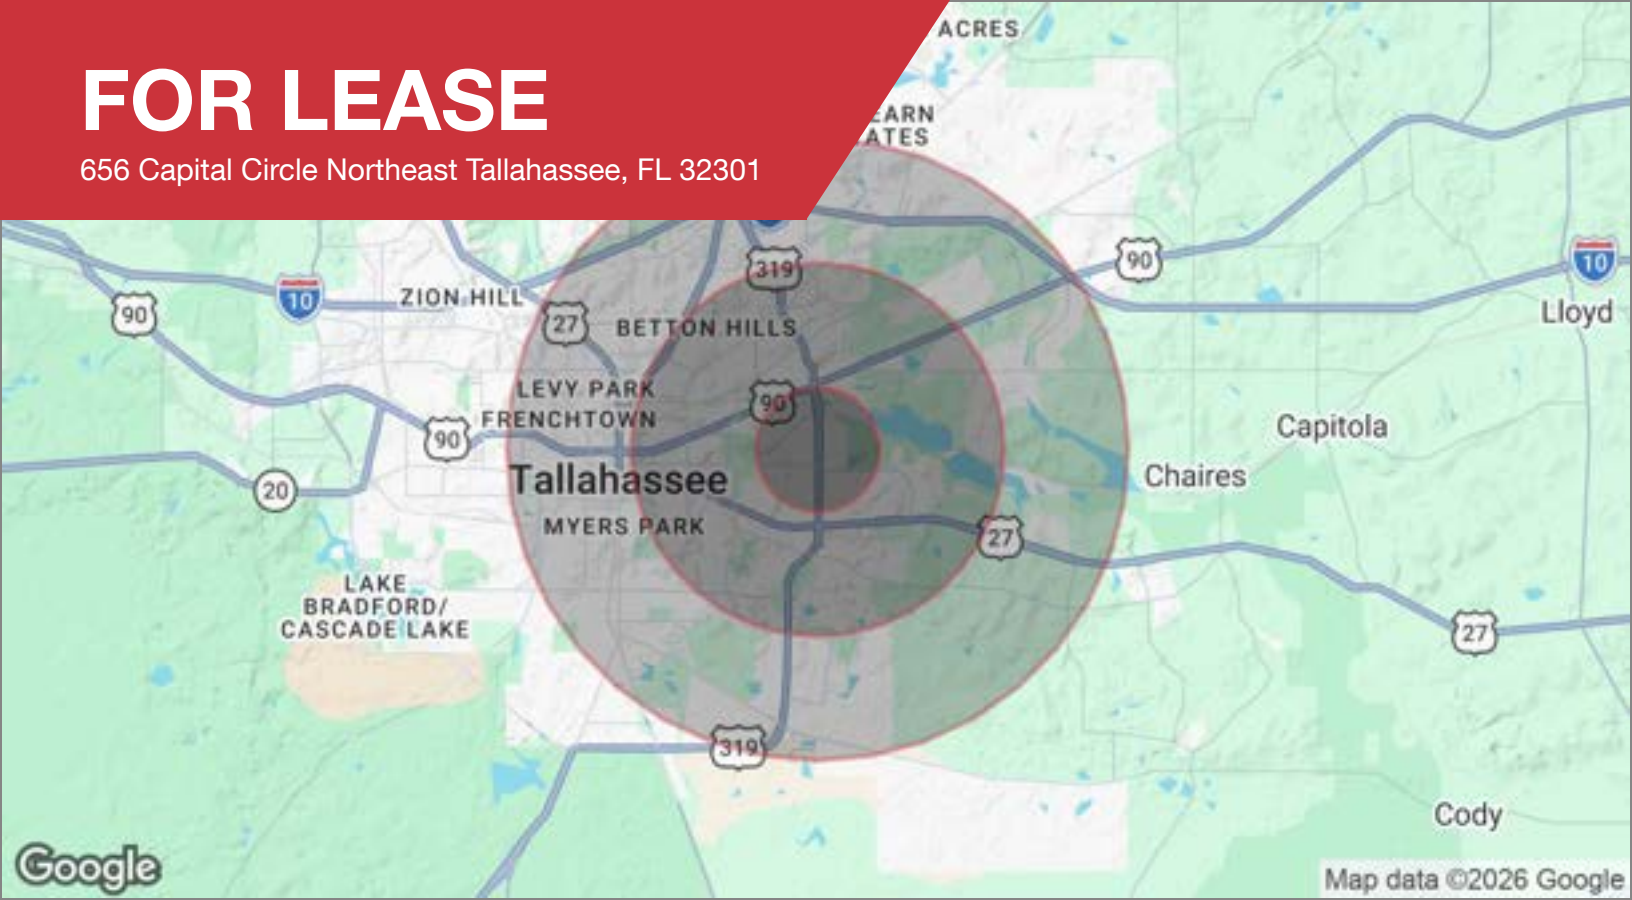 FOR LEASE
656 Capital Circle Northeast Tallahassee, FL 32301
ACRES
EARN
ATES
319
90
10
10
ZION HILL
90
27
BETTON HILLS
Lloyd
LEVY PARK
90
FRENCHTOWN
90
Capitola
Tallahassee
Chaires
20
MYERS PARK
27
LAKE
BRADFORD/
CASCADE LAKE
27
319
Cody
Google
Map data ©2026 Google